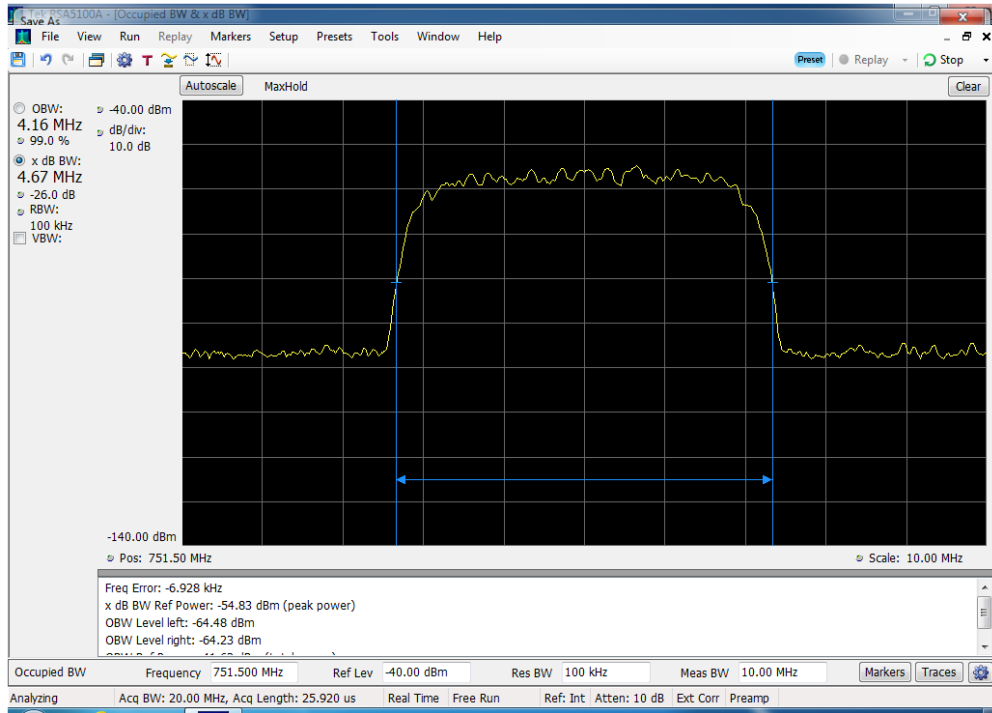 Tek RSA5100A - [Occupied BW & x dB BW]
Save As
File View Run Replay Markers Setup Presets Tools Window Help
T Preset Replay Stop
Autoscale MaxHold Clear
OBW:
4.16 MHz
99.0 %
x dB BW:
4.67 MHz
-26.0 dB
RBW:
100 kHz
VBW:
-40.00 dBm
dB/div:
10.0 dB
-140.00 dBm
Pos: 751.50 MHz Scale: 10.00 MHz
Freq Error: -6.928 kHz
x dB BW Ref Power: -54.83 dBm (peak power)
OBW Level left: -64.48 dBm
OBW Level right: -64.23 dBm
Occupied BW Frequency 751.500 MHz Ref Lev -40.00 dBm Res BW 100 kHz Meas BW 10.00 MHz Markers Traces
Analyzing Acq BW: 20.00 MHz, Acq Length: 25.920 us Real Time Free Run Ref: Int Atten: 10 dB Ext Corr Preamp